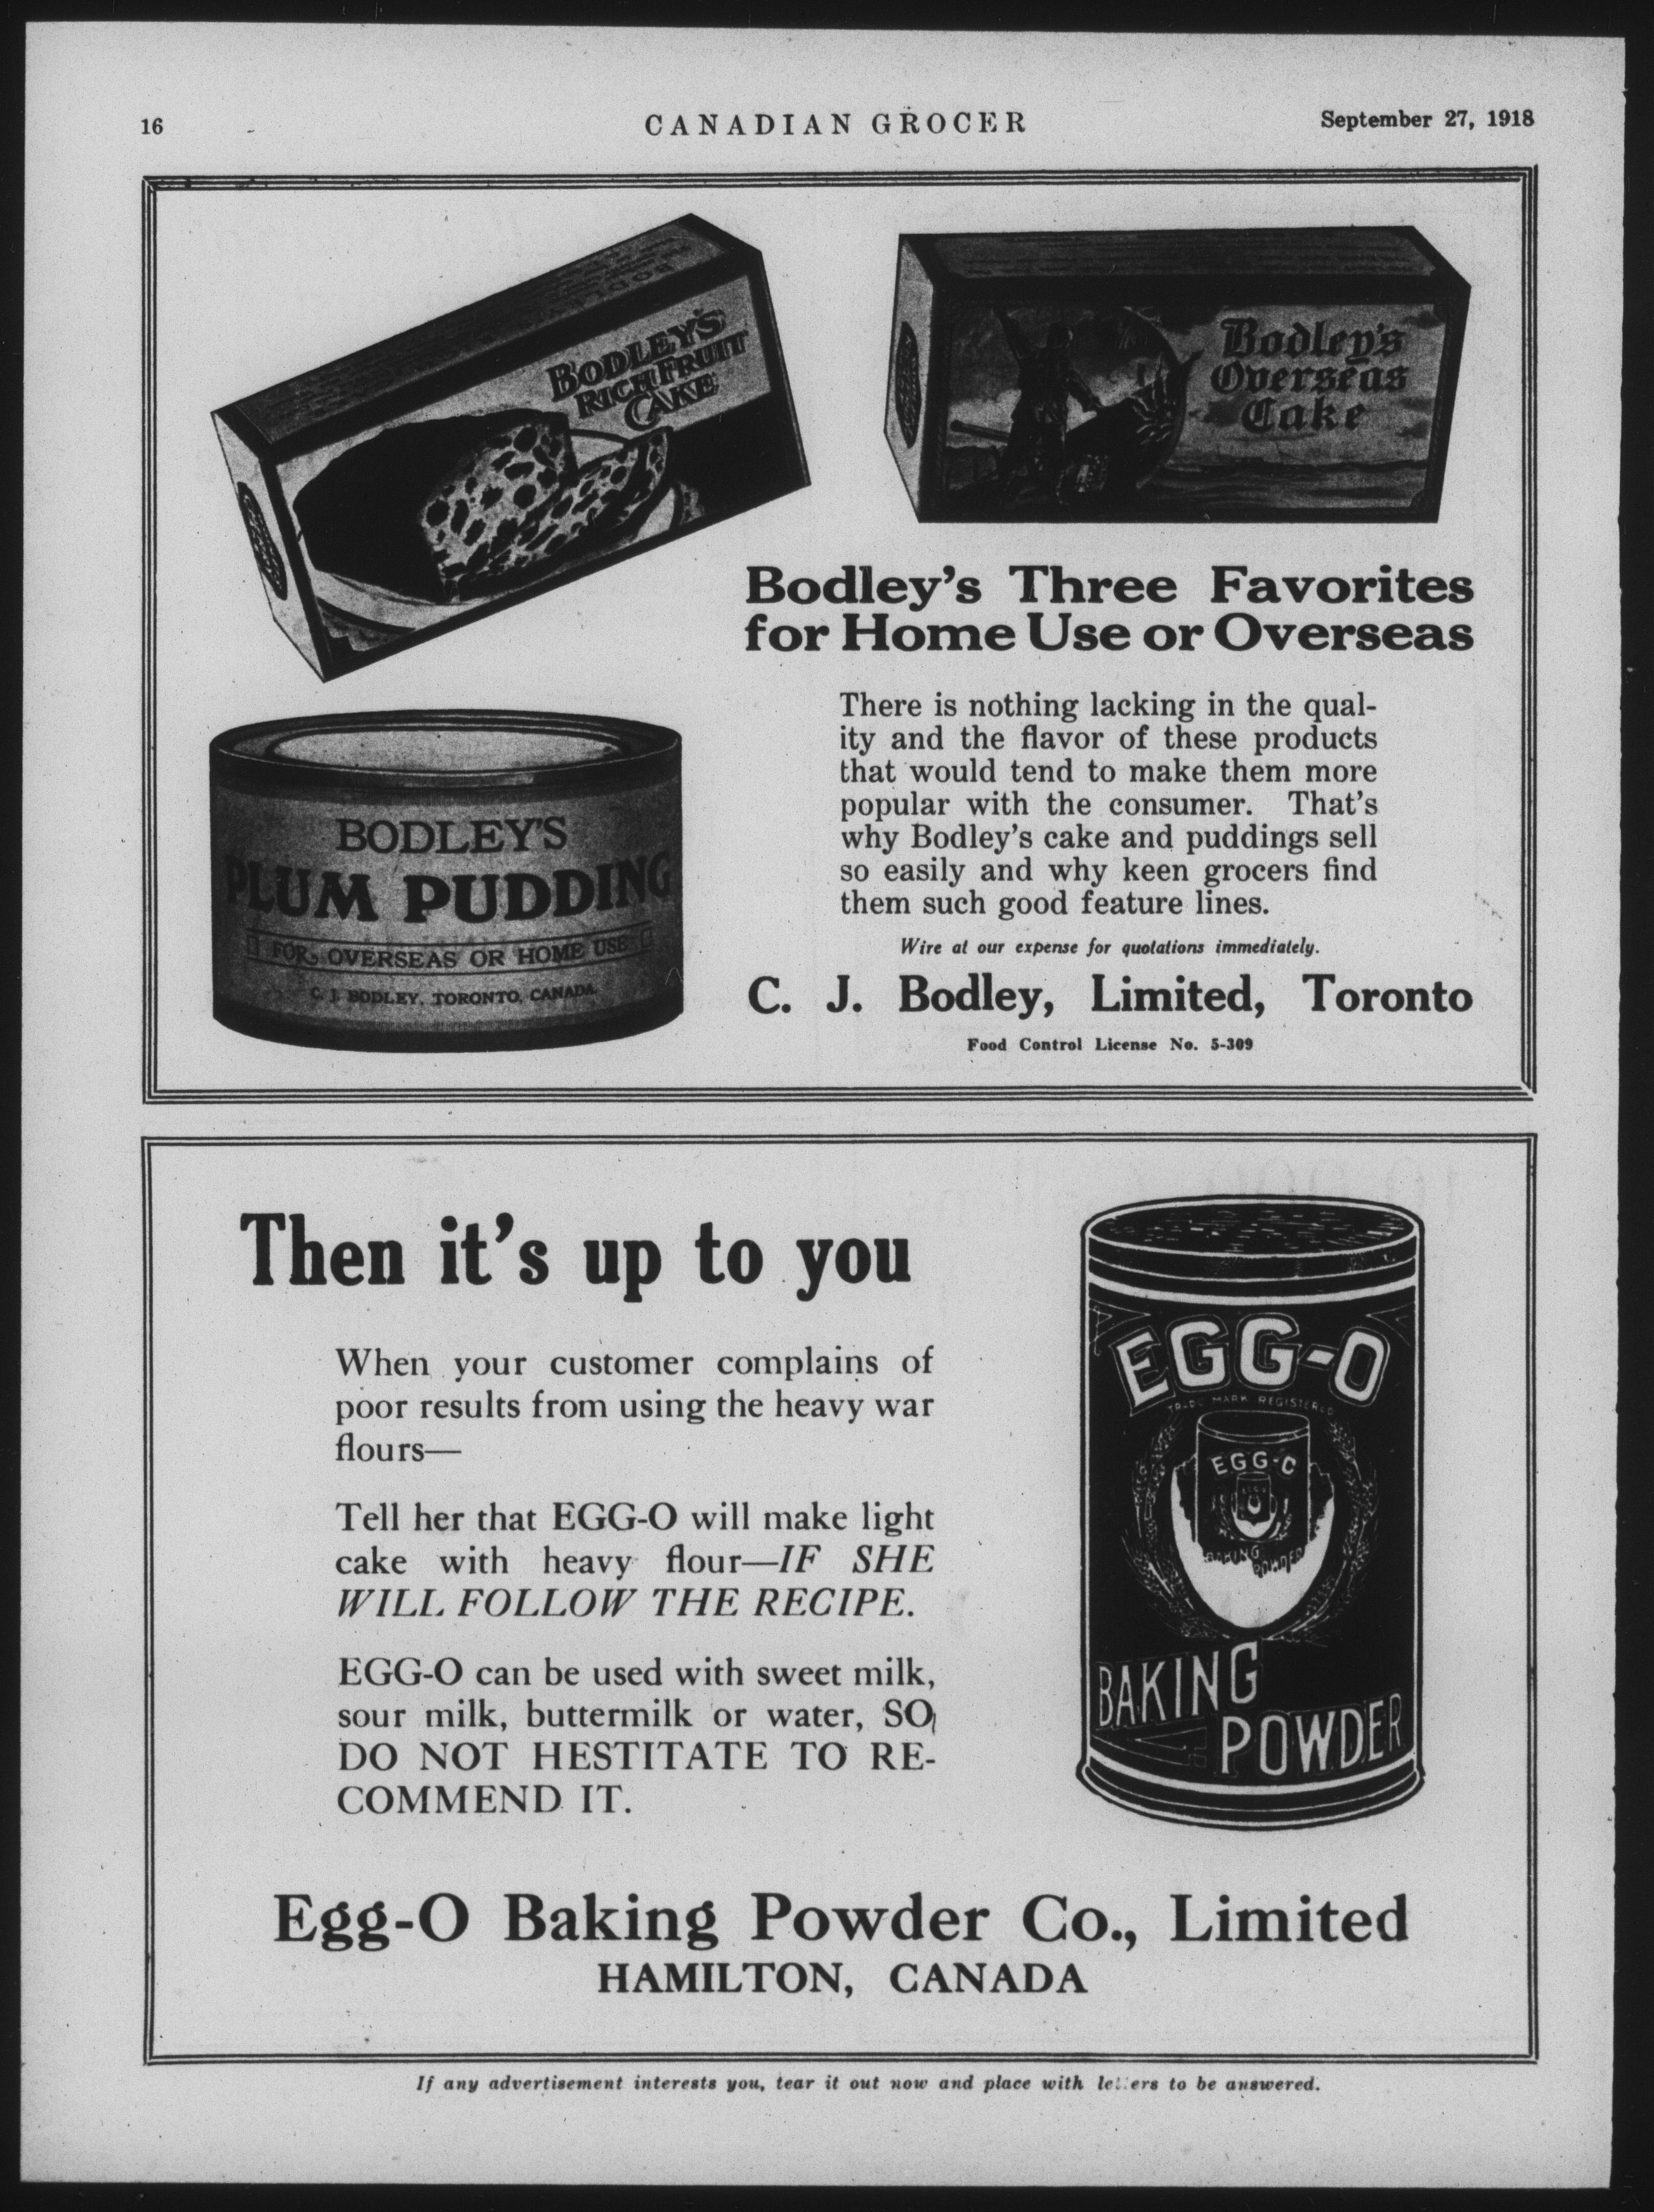 16
CANADIAN GROCER
September 27, 1918
BODLEY'S
RICH FRUIT
CAKE
Bodley's
Overseas
Cake
Bodley's Three Favorites
for Home Use or Overseas
BODLEY'S
PLUM PUDDING
FOR OVERSEAS OR HOME USE
C. J. BODLEY, TORONTO, CANADA.
There is nothing lacking in the qual-
ity and the flavor of these products
that would tend to make them more
popular with the consumer. That's
why Bodley's cake and puddings sell
so easily and why keen grocers find
them such good feature lines.
Wire at our expense for quotations immediately.
C. J. Bodley, Limited, Toronto
Food Control License No. 5-309
Then it's up to you
When your customer complains of
poor results from using the heavy war
flours—
Tell her that EGG-O will make light
cake with heavy flour—IF SHE
WILL FOLLOW THE RECIPE.
EGG-O can be used with sweet milk,
sour milk, buttermilk or water, SO
DO NOT HESTITATE TO RE-
COMMEND IT.
EGG-O
TRADE MARK REGISTERED
EGG-O
BAKING
POWDER
BAKING
POWDER
Egg-O Baking Powder Co., Limited
HAMILTON, CANADA
If any advertisement interests you, tear it out now and place with letters to be answered.